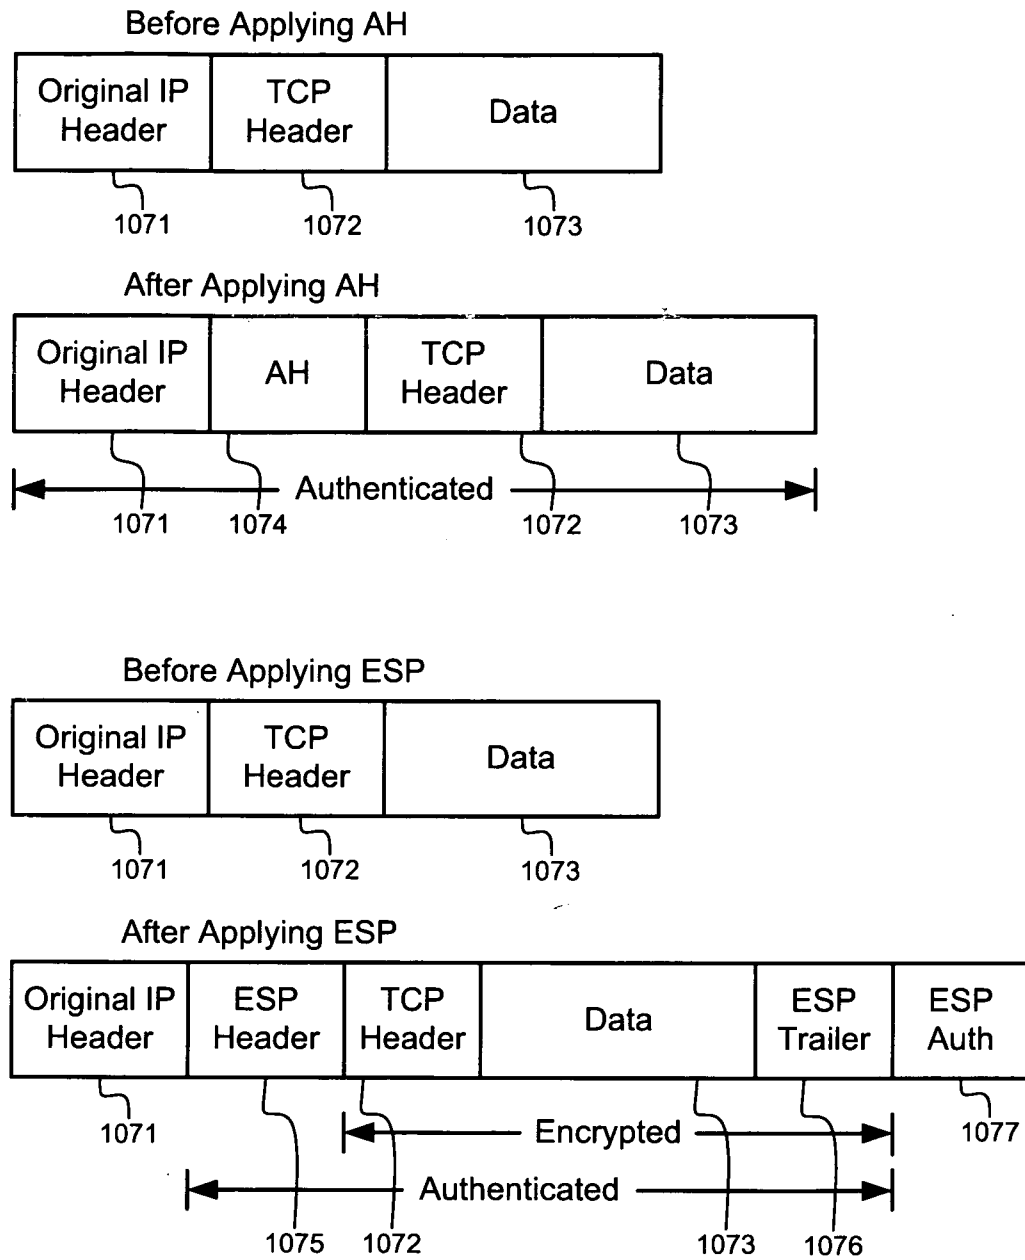 Before Applying AH
Original IP
Header
TCP
Header
Data
1071
1072
1073
After Applying AH
Original IP
Header
AH
TCP
Header
Data
Authenticated
1071
1074
1072
1073
Before Applying ESP
Original IP
Header
TCP
Header
Data
1071
1072
1073
After Applying ESP
Original IP
Header
ESP
Header
TCP
Header
Data
ESP
Trailer
ESP
Auth
1071
Encrypted
1077
Authenticated
1075
1072
1073
1076